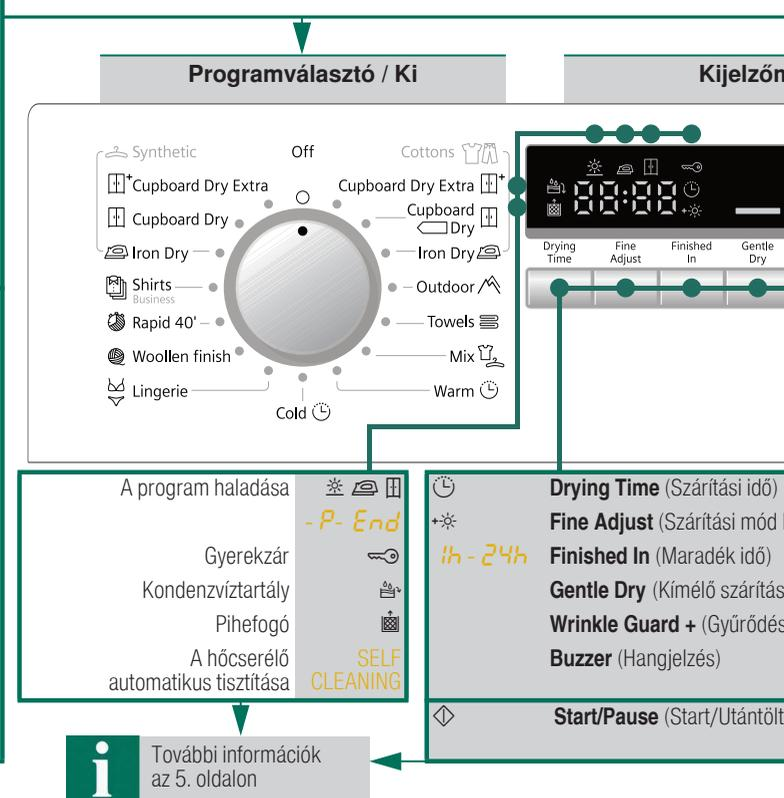 Programválasztó / Ki
Kijelzőn
Synthetic
Off
Cottons
Cupboard Dry Extra
Cupboard Dry Extra
Cupboard Dry
Cupboard
Dry
Iron Dry
Iron Dry
Shirts
Business
Outdoor
Rapid 40'
Towels
Woollen finish
Mix
Lingerie
Warm
Cold
88:88
Drying
Time
Fine
Adjust
Finished
In
Gentle
Dry
A program haladása
- P - End
Gyerekzár
Kondenzvíztartály
Pihefogó
A hőcserélő
automatikus tisztítása
SELF
CLEANING
Drying Time (Szárítási idő)
Fine Adjust (Szárítási mód
1h - 24h Finished In (Maradék idő)
Gentle Dry (Kímélő szárítás
Wrinkle Guard + (Gyűrődés
Buzzer (Hangjelzés)
Start/Pause (Start/Utántölt
i
További információk
az 5. oldalon